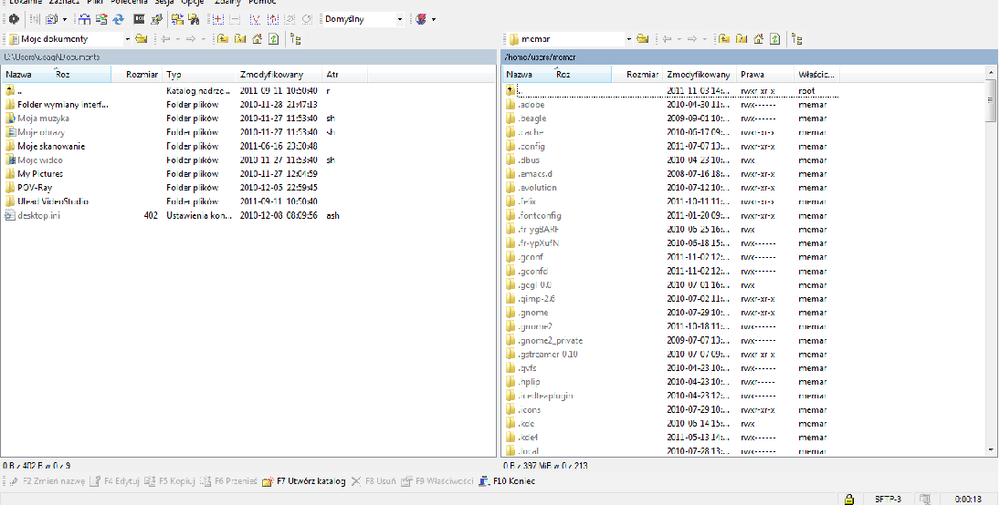 Lokalnie Zaznacz Pliki Polecenia Sesja Opcje Zdalny Pomoc
Domyślny
Moje dokumenty
memar
C:\Users\usagi\Documents
/home/users/memar
Nazwa Roz Rozmiar Typ Zmodyfikowany Atr
.. Katalog nadrzę... 2011-09-11 10:50:40 r
Folder wymiany interf... Folder plików 2010-11-28 21:47:13
Moja muzyka Folder plików 2010-11-27 11:53:40 sh
Moje obrazy Folder plików 2010-11-27 11:53:40 sh
Moje skanowanie Folder plików 2011-06-16 23:30:48
Moje wideo Folder plików 2010-11-27 11:53:40 sh
My Pictures Folder plików 2010-11-27 12:04:59
POV-Ray Folder plików 2010-12-05 22:59:45
Ulead VideoStudio Folder plików 2011-09-11 10:50:40
desktop.ini 402 Ustawienia kon... 2010-12-08 08:09:56 ash
Nazwa Roz Rozmiar Zmodyfikowany Prawa Właścic...
.. 2011-11-03 14:... rwxr-xr-x root
.adobe 2010-04-30 11:... rwx------ memar
.beagle 2009-09-01 10:... rwx------ memar
.cache 2010-06-17 09:... rwxr-xr-x memar
.config 2011-07-07 13:... rwxr-xr-x memar
.dbus 2010-04-23 10:... rwx memar
.emacs.d 2008-07-16 18:... rwxr-xr-x memar
.evolution 2010-07-12 10:... rwxr-xr-x memar
.felix 2011-10-11 11:... rwxr-xr-x memar
.fontconfig 2011-01-20 09:... rwxr-xr-x memar
.fr-ygBARF 2010-06-25 16:... rwx memar
.fr-ypXufN 2010-06-18 15:... rwx------ memar
.gconf 2011-11-02 12:... rwx------ memar
.gconfd 2011-11-02 12:... rwx------ memar
.gegl-0.0 2010-07-01 16:... rwx memar
.gimp-2.6 2010-07-02 11:... rwxr-xr-x memar
.gnome 2010-07-29 10:... rwxr-xr-x memar
.gnome2 2011-10-18 11:... rwx------ memar
.gnome2_private 2009-07-07 13:... rwx------ memar
.gstreamer-0.10 2010-07-07 09:... rwxr-xr-x memar
.gvfs 2010-04-23 10:... rwx------ memar
.hplip 2010-04-23 10:... rwxr----- memar
.icedteaplugin 2010-04-23 12:... rwx------ memar
.icons 2010-07-29 10:... rwxr-xr-x memar
.kde 2010-06-14 15:... rwx memar
.kde4 2011-05-13 14:... rwx------ memar
.local 2010-07-28 13:... rwx------ memar
0 B z 402 B w 0 z 9
0 B z 397 MiB w 0 z 213
F2 Zmień nazwę F4 Edytuj F5 Kopiuj F6 Przenieś F7 Utwórz katalog F8 Usuń F9 Właściwości F10 Koniec
SFTP-3 0:00:18